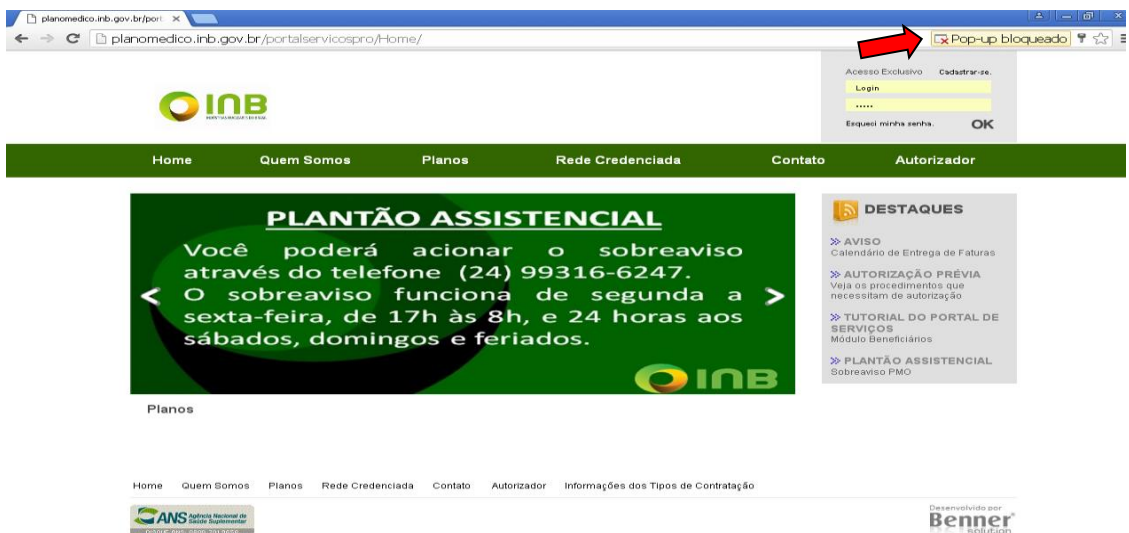 planomedico.inb.gov.br/port
planomedico.inb.gov.br/portalservicospro/Home/
Pop-up bloqueado
Acesso Exclusivo Cadastrar-se.
Login
•••••
Esqueci minha senha. OK
INB
Home Quem Somos Planos Rede Credenciada Contato Autorizador
PLANTÃO ASSISTENCIAL
Você poderá acionar o sobreaviso
através do telefone (24) 99316-6247.
O sobreaviso funciona de segunda a
sexta-feira, de 17h às 8h, e 24 horas aos
sábados, domingos e feriados.
INB
DESTAQUES
AVISO
Calendário de Entrega de Faturas
AUTORIZAÇÃO PRÉVIA
Veja os procedimentos que
necessitam de autorização
TUTORIAL DO PORTAL DE
SERVIÇOS
Módulo Beneficiários
PLANTÃO ASSISTENCIAL
Sobreaviso PMO
Planos
Home Quem Somos Planos Rede Credenciada Contato Autorizador Informações dos Tipos de Contratação
ANS Agência Nacional de
Saúde Suplementar
Desenvolvido por
Benner
solution